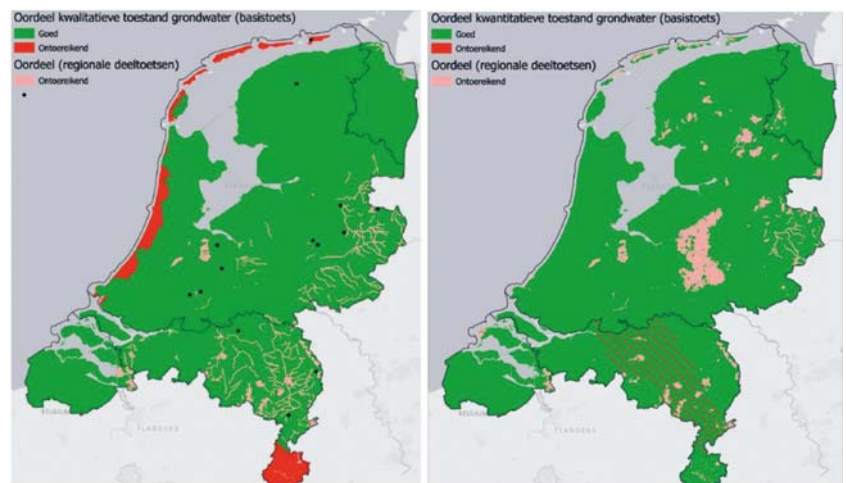 Oordeel kwalitatieve toestand grondwater (basistoets)
Goed
Ontoereikend
Oordeel (regionale deeltoetsen)
Ontoereikend
FLANDERS
Oordeel kwantitatieve toestand grondwater (basistoets)
Goed
Ontoereikend
Oordeel (regionale deeltoetsen)
Ontoereikend
FLANDERS